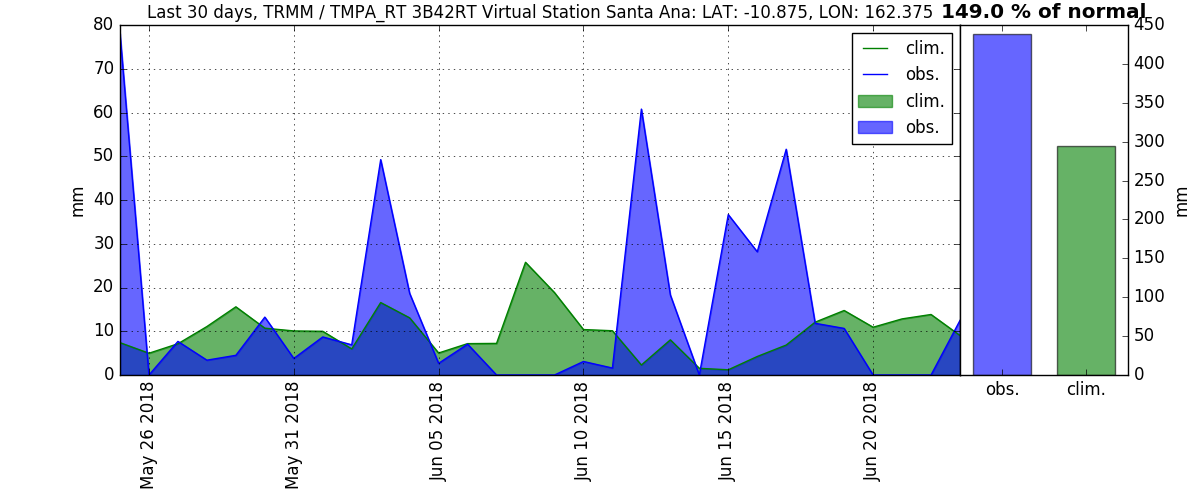 Last 30 days, TRMM / TMPA_RT 3B42RT Virtual Station Santa Ana: LAT: -10.875, LON: 162.375 149.0 % of normal
80
70
60
50
40
30
20
10
0
mm
clim.
obs.
clim.
obs.
450
400
350
300
250
200
150
100
50
0
mm
May 26 2018
May 31 2018
Jun 05 2018
Jun 10 2018
Jun 15 2018
Jun 20 2018
obs.
clim.